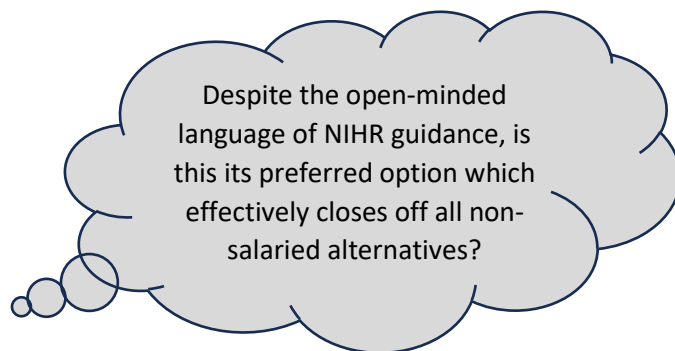 Despite the open-minded
language of NIHR guidance, is
this its preferred option which
effectively closes off all non-
salaried alternatives?